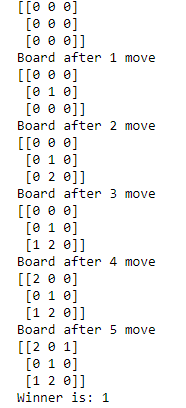 [[0 0 0]
 [0 0 0]
 [0 0 0]]
Board after 1 move
[[0 0 0]
 [0 1 0]
 [0 0 0]]
Board after 2 move
[[0 0 0]
 [0 1 0]
 [0 2 0]]
Board after 3 move
[[0 0 0]
 [0 1 0]
 [1 2 0]]
Board after 4 move
[[2 0 0]
 [0 1 0]
 [1 2 0]]
Board after 5 move
[[2 0 1]
 [0 1 0]
 [1 2 0]]
Winner is: 1